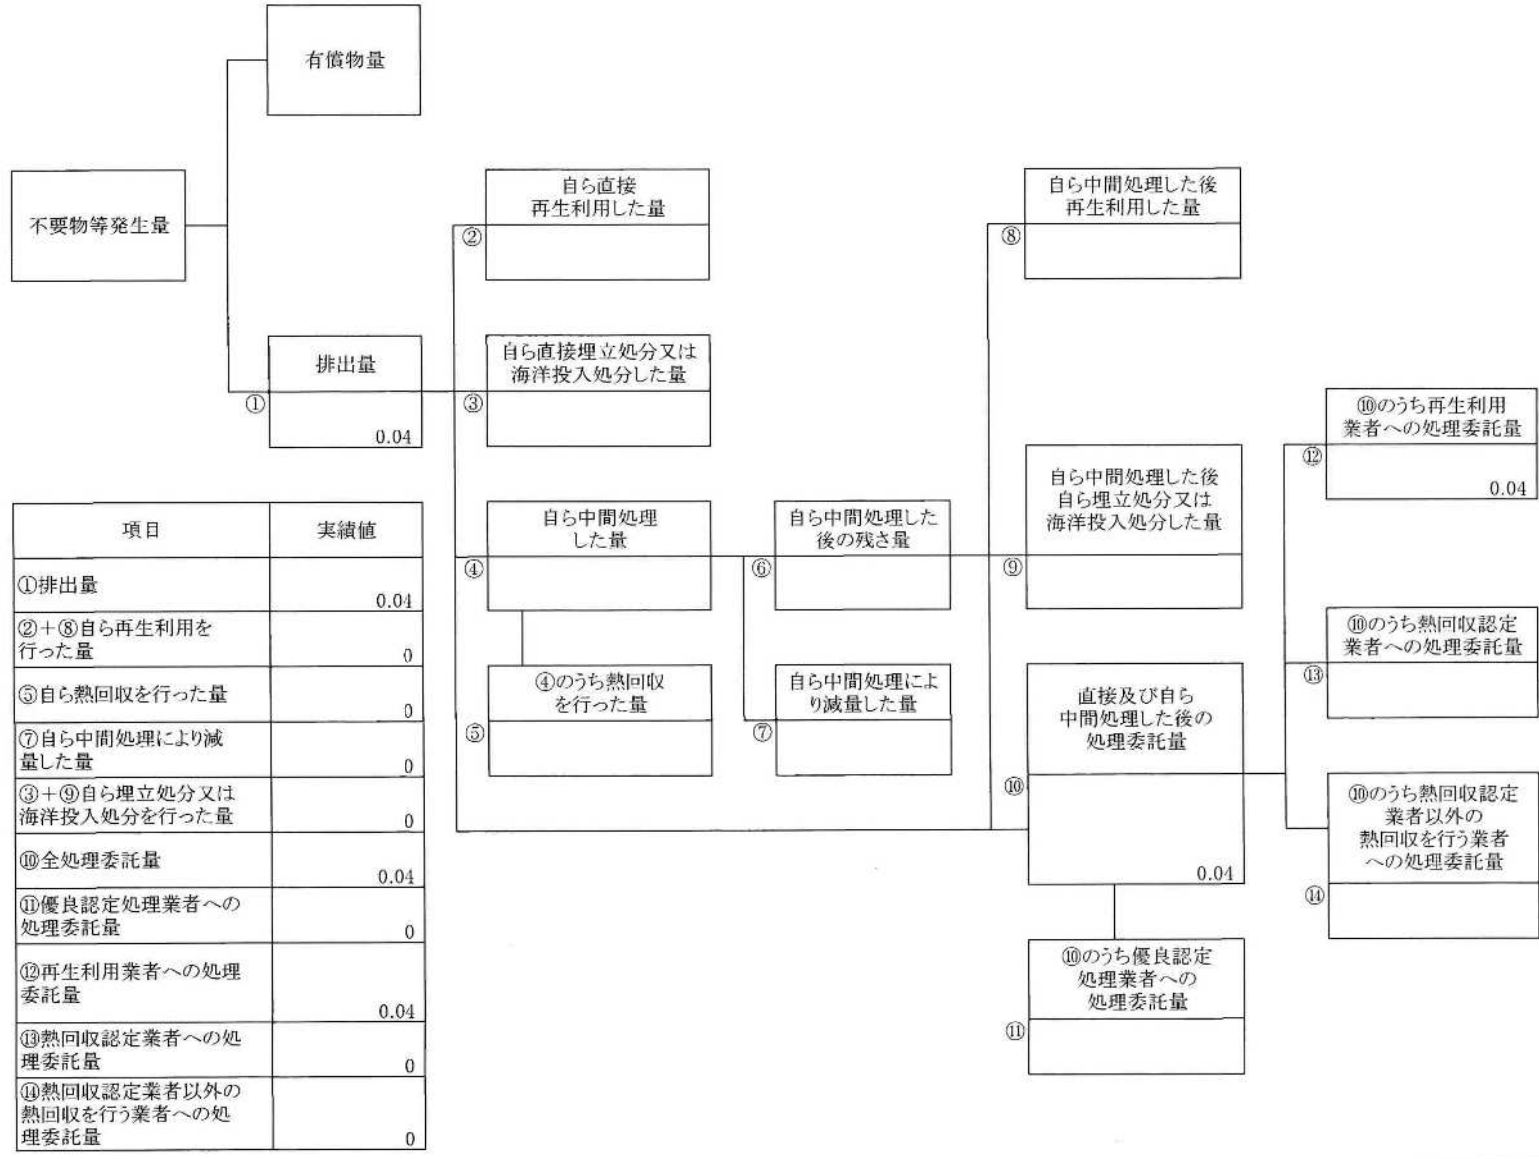 有償物量
不要物等発生量
排出量
①
0.04
自ら直接
再生利用した量
②
自ら直接埋立処分又は
海洋投入処分した量
③
自ら中間処理
した量
④
④のうち熱回収
を行った量
⑤
自ら中間処理した
後の残さ量
⑥
自ら中間処理によ
り減量した量
⑦
自ら中間処理した後
再生利用した量
⑧
自ら中間処理した後
自ら埋立処分又は
海洋投入処分した量
⑨
直接及び自ら
中間処理した後の
処理委託量
⑩
0.04
⑩のうち優良認定
処理業者への
処理委託量
⑪
⑩のうち再生利用
業者への処理委託量
⑫
0.04
⑩のうち熱回収認定
業者への処理委託量
⑬
⑩のうち熱回収認定
業者以外の
熱回収を行う業者
への処理委託量
⑭
項目 実績値
①排出量
0.04
②+⑧自ら再生利用を
行った量 0
⑤自ら熱回収を行った量
0
⑦自ら中間処理により減
量した量 0
③+⑨自ら埋立処分又は
海洋投入処分を行った量 0
⑩全処理委託量
0.04
⑪優良認定処理業者への
処理委託量 0
⑫再生利用業者への処理
委託量
0.04
⑬熱回収認定業者への処
理委託量 0
⑭熱回収認定業者以外の
熱回収を行う業者への処
理委託量 0